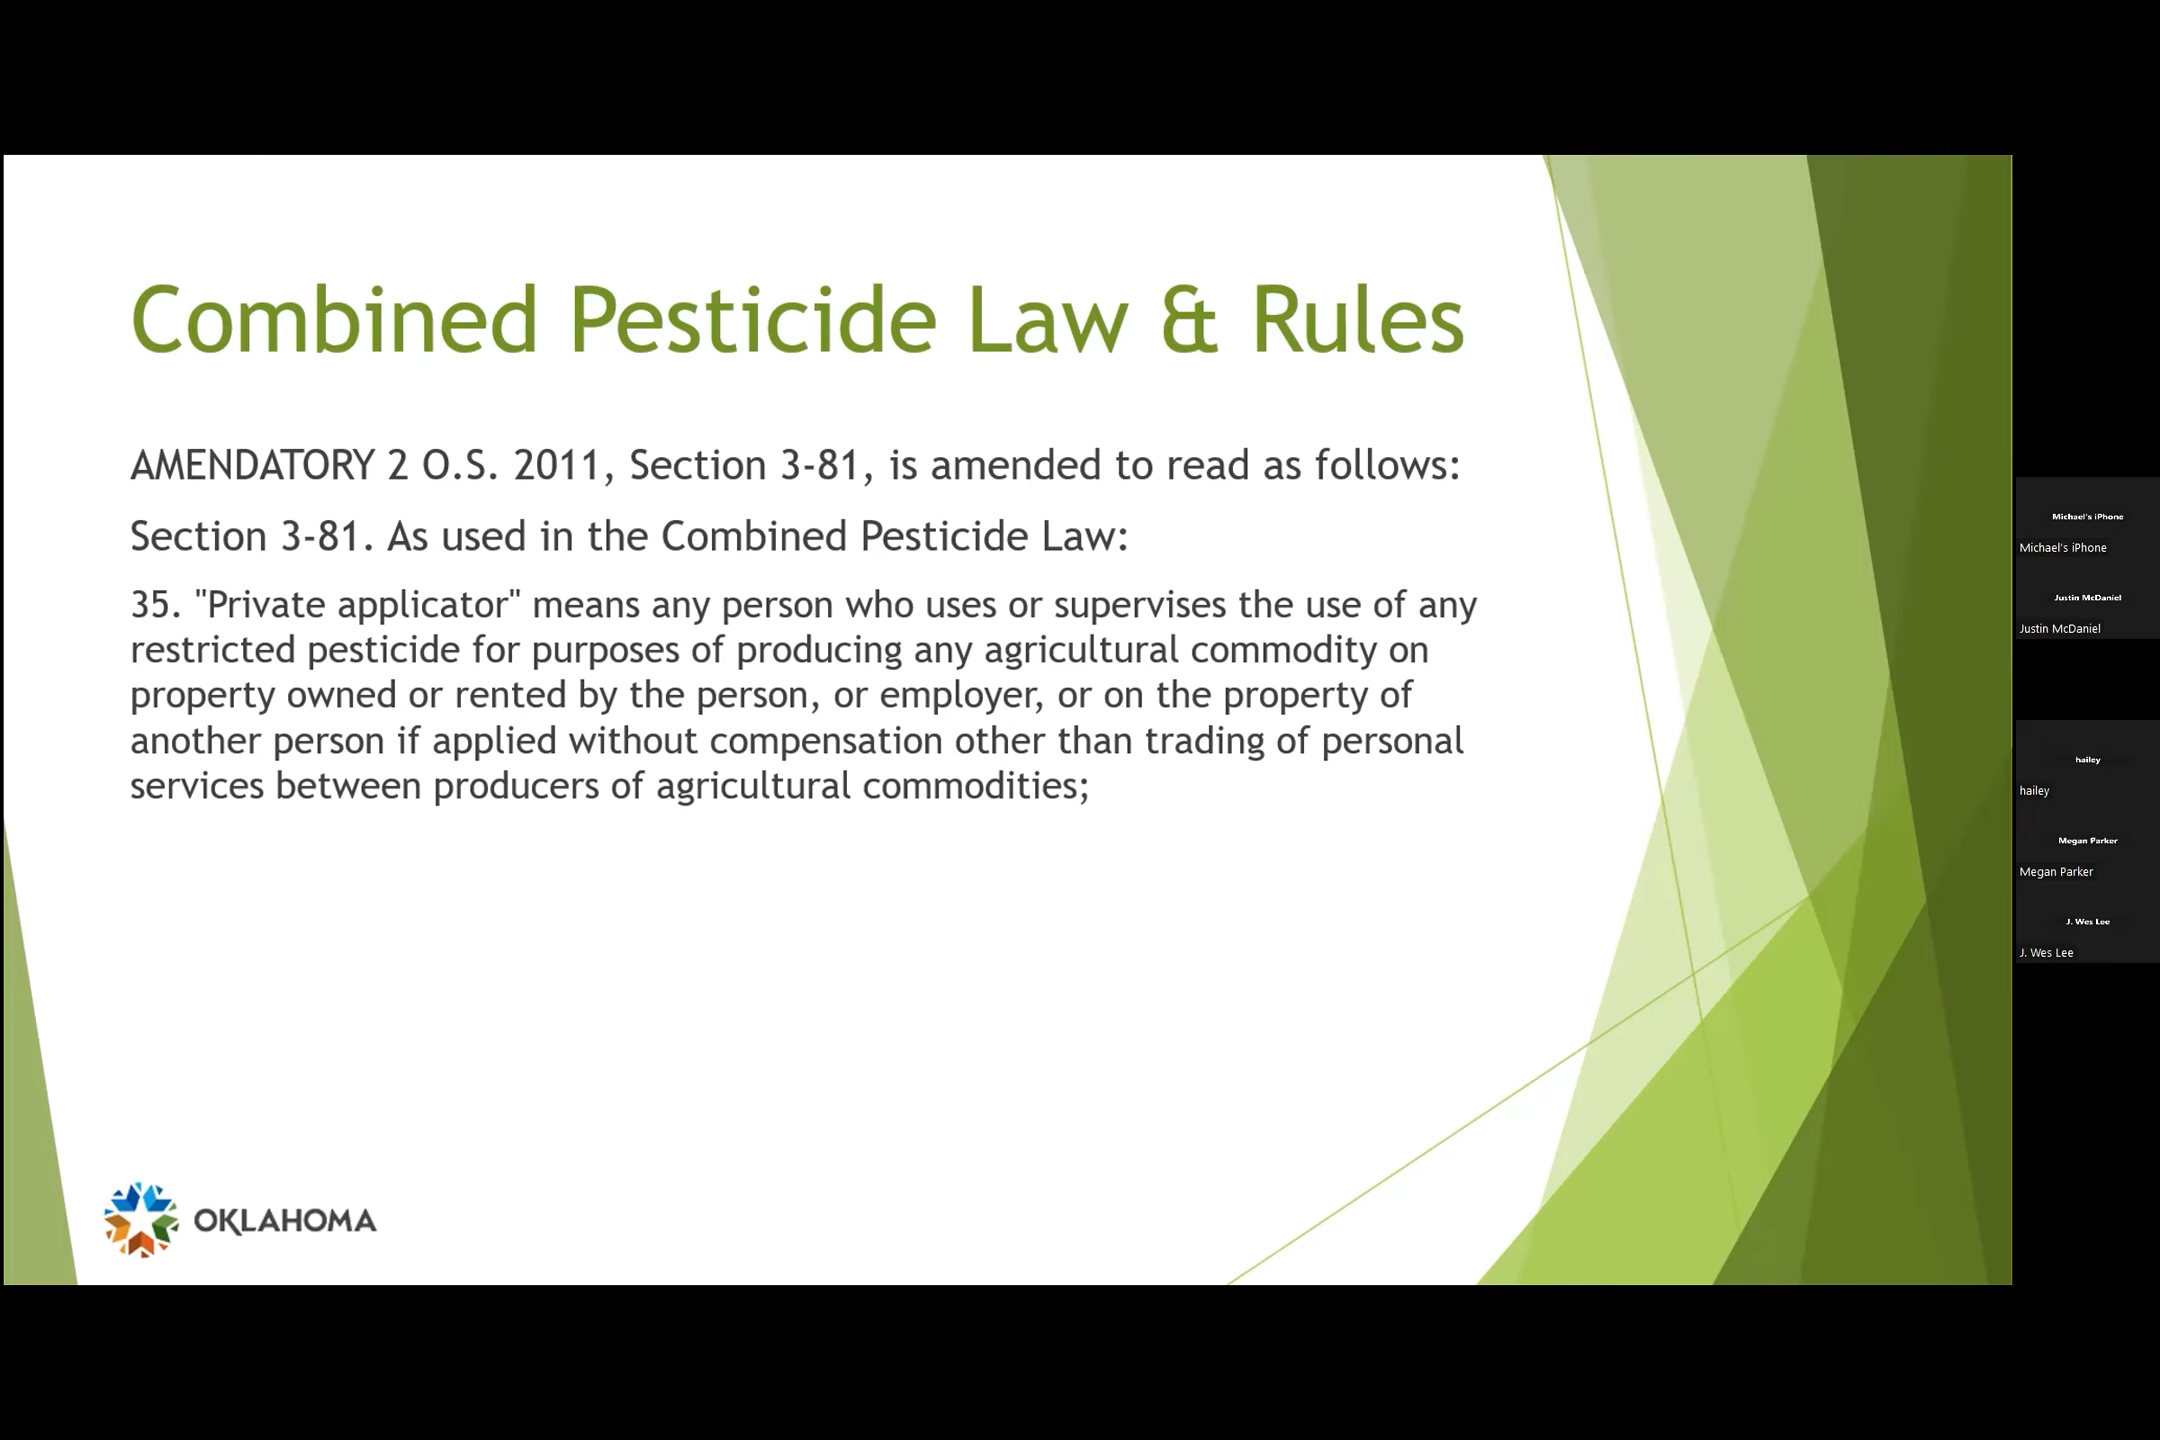 Combined Pesticide Law & Rules
AMENDATORY 2 O.S. 2011, Section 3-81, is amended to read as follows:
Section 3-81. As used in the Combined Pesticide Law:
35. "Private applicator" means any person who uses or supervises the use of any
restricted pesticide for purposes of producing any agricultural commodity on
property owned or rented by the person, or employer, or on the property of
another person if applied without compensation other than trading of personal
services between producers of agricultural commodities;
OKLAHOMA
Michael's iPhone
Michael's iPhone
Justin McDaniel
Justin McDaniel
hailey
hailey
Megan Parker
Megan Parker
J. Wes Lee
J. Wes Lee